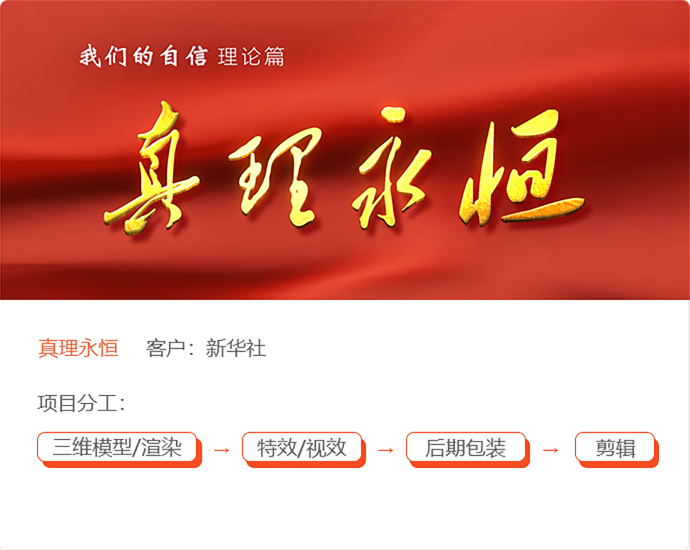 我们的自信 理论篇
真理永恒
真理永恒 客户：新华社
项目分工：
三维模型/渲染 → 特效/视效 → 后期包装 → 剪辑